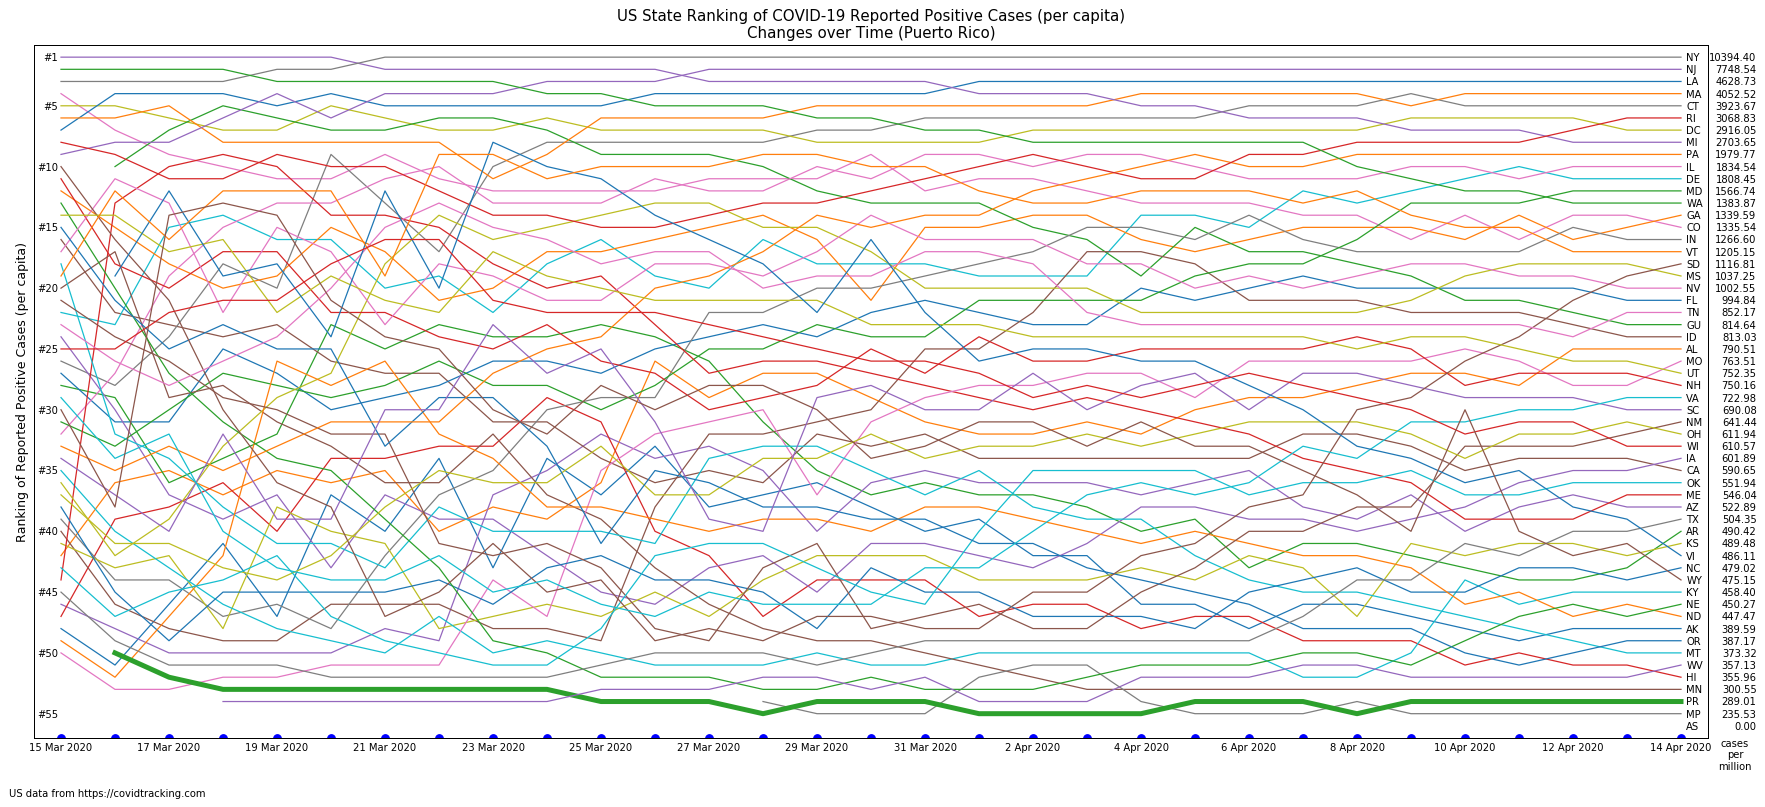 US State Ranking of COVID-19 Reported Positive Cases (per capita)
Changes over Time (Puerto Rico)
Ranking of Reported Positive Cases (per capita)
#1
#5
#10
#15
#20
#25
#30
#35
#40
#45
#50
#55
NY 10394.40
NJ 7748.54
LA 4628.73
MA 4052.52
CT 3923.67
RI 3068.83
DC 2916.05
MI 2703.65
PA 1979.77
IL 1834.54
DE 1808.45
MD 1566.74
WA 1383.87
GA 1339.59
CO 1335.54
IN 1266.60
VT 1205.15
SD 1116.81
MS 1037.25
NV 1002.55
FL 994.84
TN 852.17
GU 814.64
ID 813.03
AL 790.51
MO 763.51
UT 752.35
NH 750.16
VA 722.98
SC 690.08
NM 641.44
OH 611.94
WI 610.57
IA 601.89
CA 590.65
OK 551.94
ME 546.04
AZ 522.89
TX 504.35
AR 490.42
KS 489.48
VI 486.11
NC 479.02
WY 475.15
KY 458.40
NE 450.27
ND 447.47
AK 389.59
OR 387.17
MT 373.32
WV 357.13
HI 355.96
MN 300.55
PR 289.01
MP 235.53
AS 0.00
15 Mar 2020 17 Mar 2020 19 Mar 2020 21 Mar 2020 23 Mar 2020 25 Mar 2020 27 Mar 2020 29 Mar 2020 31 Mar 2020 2 Apr 2020 4 Apr 2020 6 Apr 2020 8 Apr 2020 10 Apr 2020 12 Apr 2020 14 Apr 2020
cases
per
million
US data from https://covidtracking.com